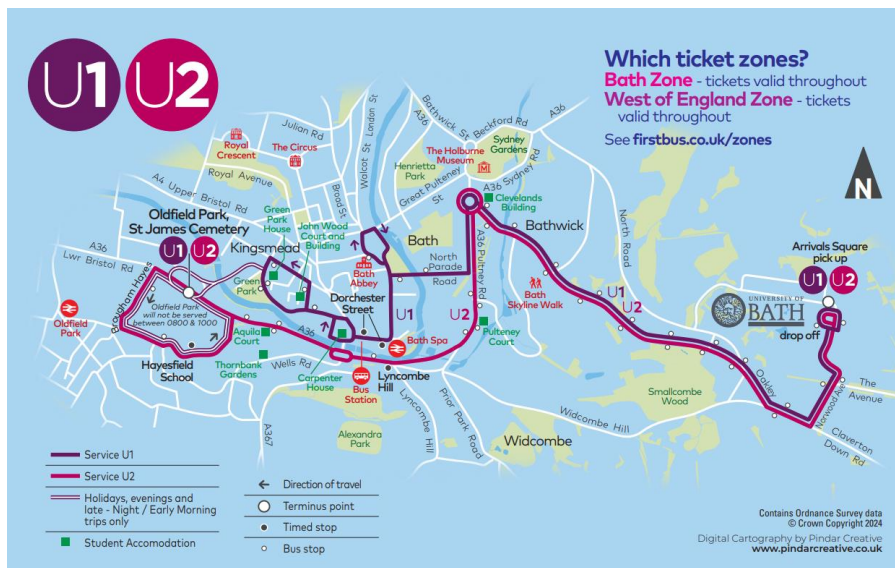 U1 U2
Which ticket zones?
Bath Zone - tickets valid throughout
West of England Zone - tickets
valid throughout
See firstbus.co.uk/zones
N
Julian Rd
Royal
Crescent
The Circus
Royal Avenue
A4 Upper Bristol Rd
Walcot St
London St
Broad St
Bathwick St
A36
Beckford Rd
A36
Sydney
Gardens
The Holburne
Museum
Henrietta
Park
Great Pulteney
St
A36 Sydney Rd
Clevelands
Building
Bathwick
North Road
Oldfield Park,
St James Cemetery
U1 U2
Kingsmead
Green
Park
House
John Wood
Court and
Building
Green
Park
Bath
Abbey
Bath
North
Parade
Road
Dorchester
Street
U1
U2
A36 Pultney Rd
Bath
Skyline Walk
U1
U2
Arrivals Square
pick up
U1 U2
UNIVERSITY OF
BATH
drop off
A36
Lwr Bristol Rd
Brougham Hayes
Oldfield Park
will not be served
between 0800 & 1000
Oldfield
Park
Hayesfield
School
Aquila
Court
A36
Thornbank
Gardens
Wells Rd
Carpenter
House
Bus
Station
Bath Spa
Lyncombe
Hill
Pulteney
Court
Lyncombe
Hill
Prior Park
Road
A367
Alexandra
Park
Widcombe
Widcombe Hill
Smallcombe
Wood
Oakley
Norwood Ave
The
Avenue
Claverton
Down Rd
Service U1
Service U2
Holidays, evenings and
late - Night / Early Morning
trips only
Student Accomodation
Direction of travel
Terminus point
Timed stop
Bus stop
Contains Ordnance Survey data
© Crown Copyright 2024
Digital Cartography by Pindar Creative
www.pindarcreative.co.uk